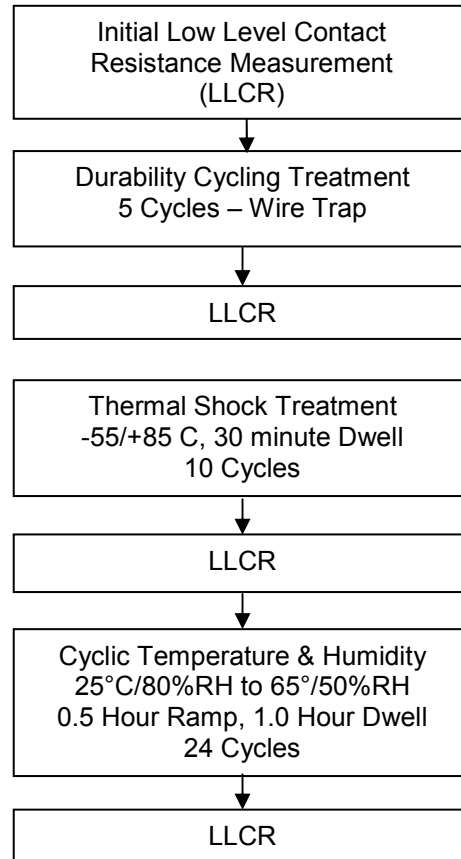 Initial Low Level Contact
Resistance Measurement
(LLCR)
Durability Cycling Treatment
5 Cycles – Wire Trap
LLCR
Thermal Shock Treatment
-55/+85 C, 30 minute Dwell
10 Cycles
LLCR
Cyclic Temperature & Humidity
25°C/80%RH to 65°/50%RH
0.5 Hour Ramp, 1.0 Hour Dwell
24 Cycles
LLCR